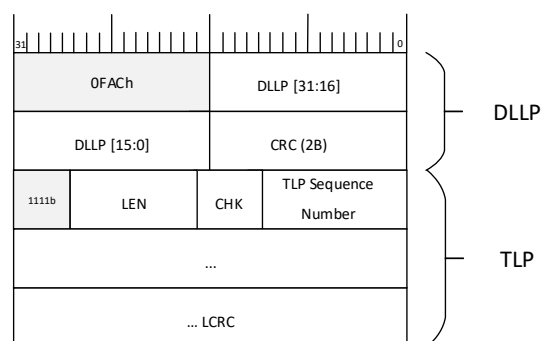 31 0
0FACh DLLP [31:16]
DLLP [15:0] CRC (2B)
DLLP
1111b LEN CHK TLP Sequence
Number
...
... LCRC
TLP